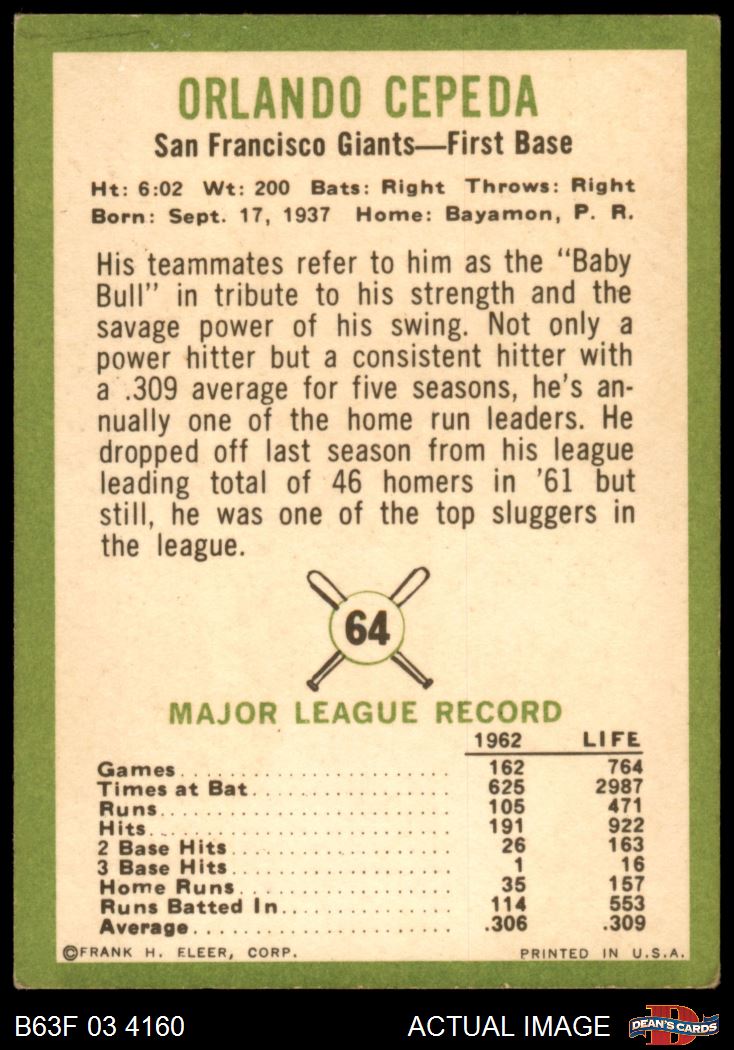 ORLANDO CEPEDA
San Francisco Giants—First Base
Ht: 6:02 Wt: 200 Bats: Right Throws: Right
Born: Sept. 17, 1937 Home: Bayamon, P. R.
His teammates refer to him as the "Baby
Bull" in tribute to his strength and the
savage power of his swing. Not only a
power hitter but a consistent hitter with
a .309 average for five seasons, he's an-
nually one of the home run leaders. He
dropped off last season from his league
leading total of 46 homers in '61 but
still, he was one of the top sluggers in
the league.
64
MAJOR LEAGUE RECORD
1962 LIFE
Games 162 764
Times at Bat 625 2987
Runs 105 471
Hits 191 922
2 Base Hits 26 163
3 Base Hits 1 16
Home Runs 35 157
Runs Batted In 114 553
Average .306 .309
©FRANK H. FLEER, CORP. PRINTED IN U.S.A.
B63F 03 4160 ACTUAL IMAGE D DEAN'S CARDS